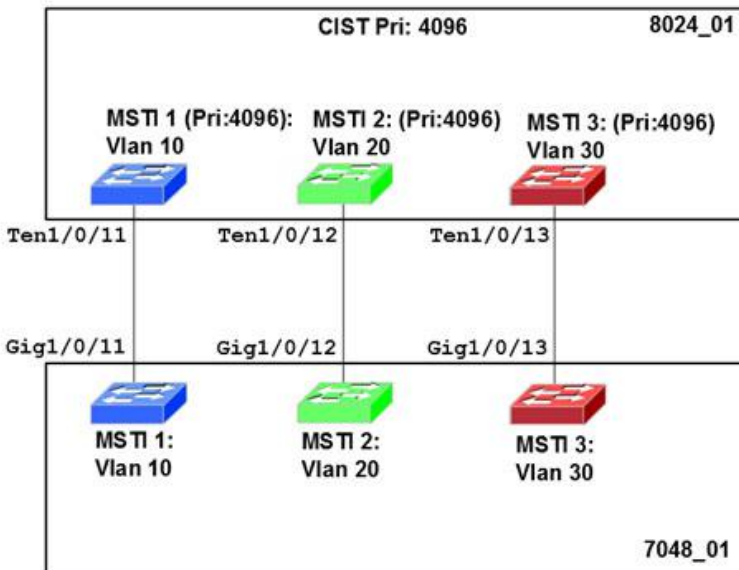 CIST Pri: 4096
8024_01
MSTI 1 (Pri:4096):
Vlan 10
MSTI 2: (Pri:4096)
Vlan 20
MSTI 3: (Pri:4096)
Vlan 30
Ten1/0/11
Ten1/0/12
Ten1/0/13
Gig1/0/11
Gig1/0/12
Gig1/0/13
MSTI 1:
Vlan 10
MSTI 2:
Vlan 20
MSTI 3:
Vlan 30
7048_01